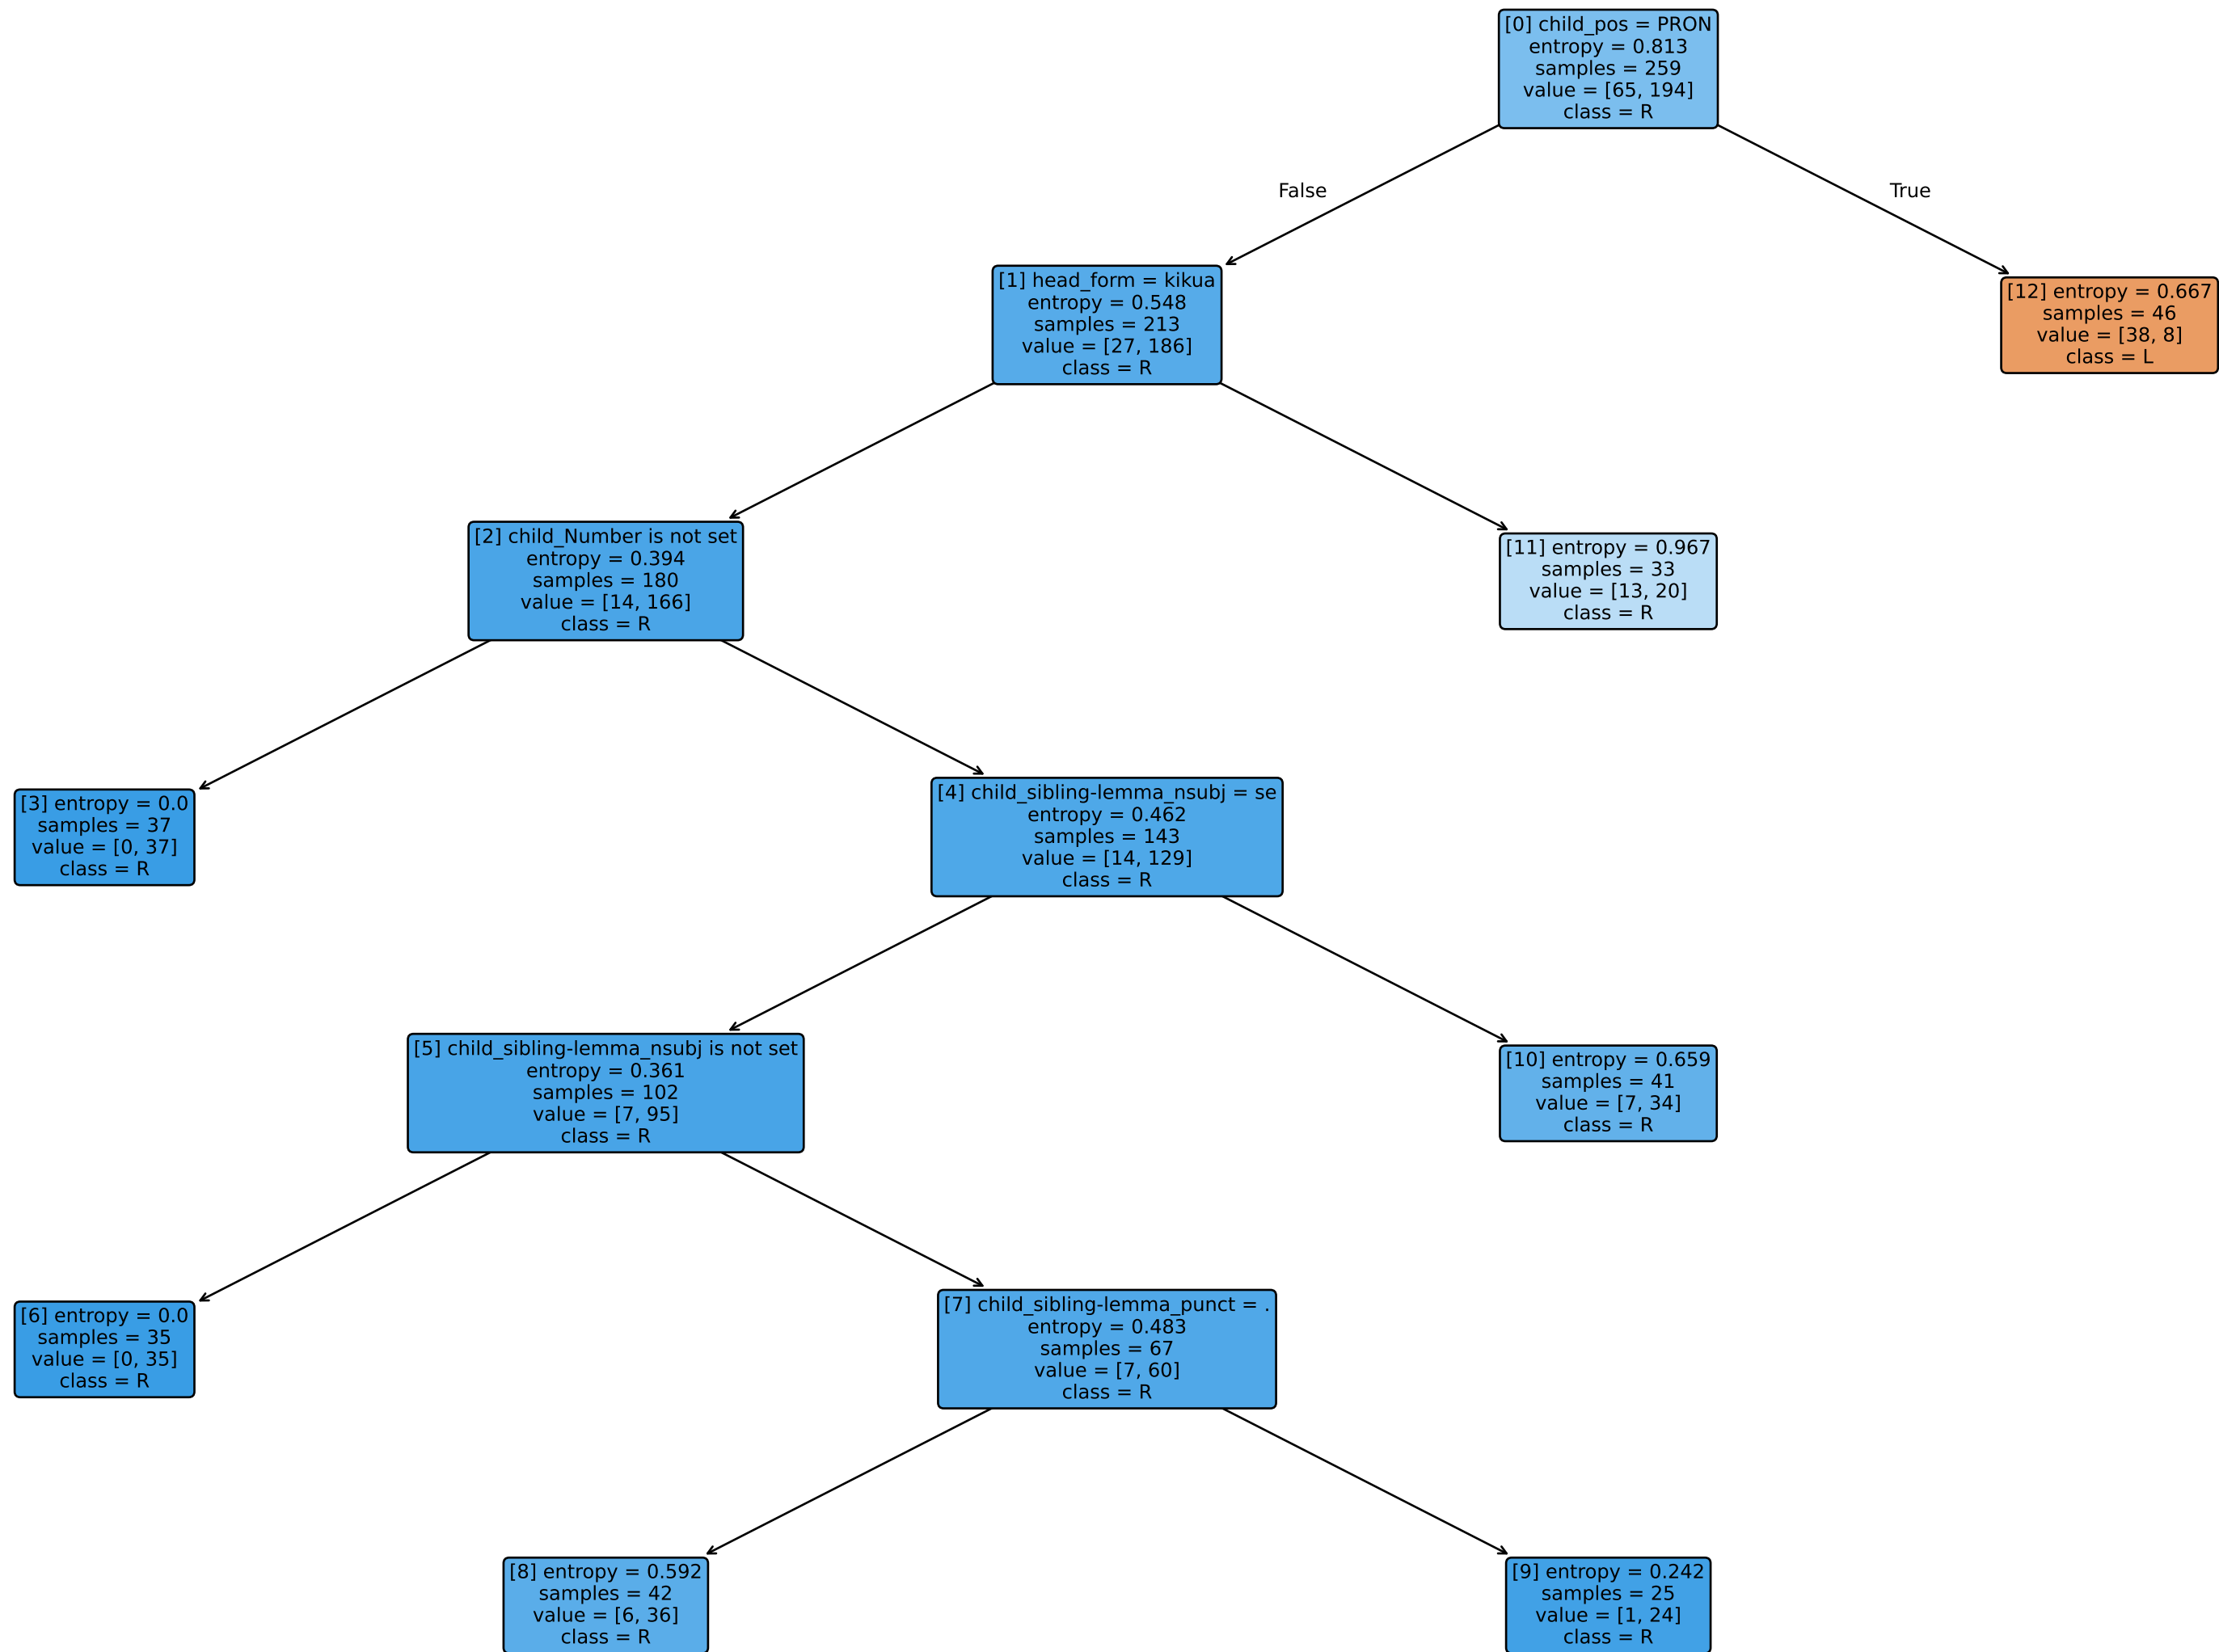 [0] child_pos = PRON
entropy = 0.813
samples = 259
value = [65, 194]
class = R
False
True
[1] head_form = kikua
entropy = 0.548
samples = 213
value = [27, 186]
class = R
[12] entropy = 0.667
samples = 46
value = [38, 8]
class = L
[2] child_Number is not set
entropy = 0.394
samples = 180
value = [14, 166]
class = R
[11] entropy = 0.967
samples = 33
value = [13, 20]
class = R
[3] entropy = 0.0
samples = 37
value = [0, 37]
class = R
[4] child_sibling-lemma_nsubj = se
entropy = 0.462
samples = 143
value = [14, 129]
class = R
[5] child_sibling-lemma_nsubj is not set
entropy = 0.361
samples = 102
value = [7, 95]
class = R
[10] entropy = 0.659
samples = 41
value = [7, 34]
class = R
[6] entropy = 0.0
samples = 35
value = [0, 35]
class = R
[7] child_sibling-lemma_punct = .
entropy = 0.483
samples = 67
value = [7, 60]
class = R
[8] entropy = 0.592
samples = 42
value = [6, 36]
class = R
[9] entropy = 0.242
samples = 25
value = [1, 24]
class = R